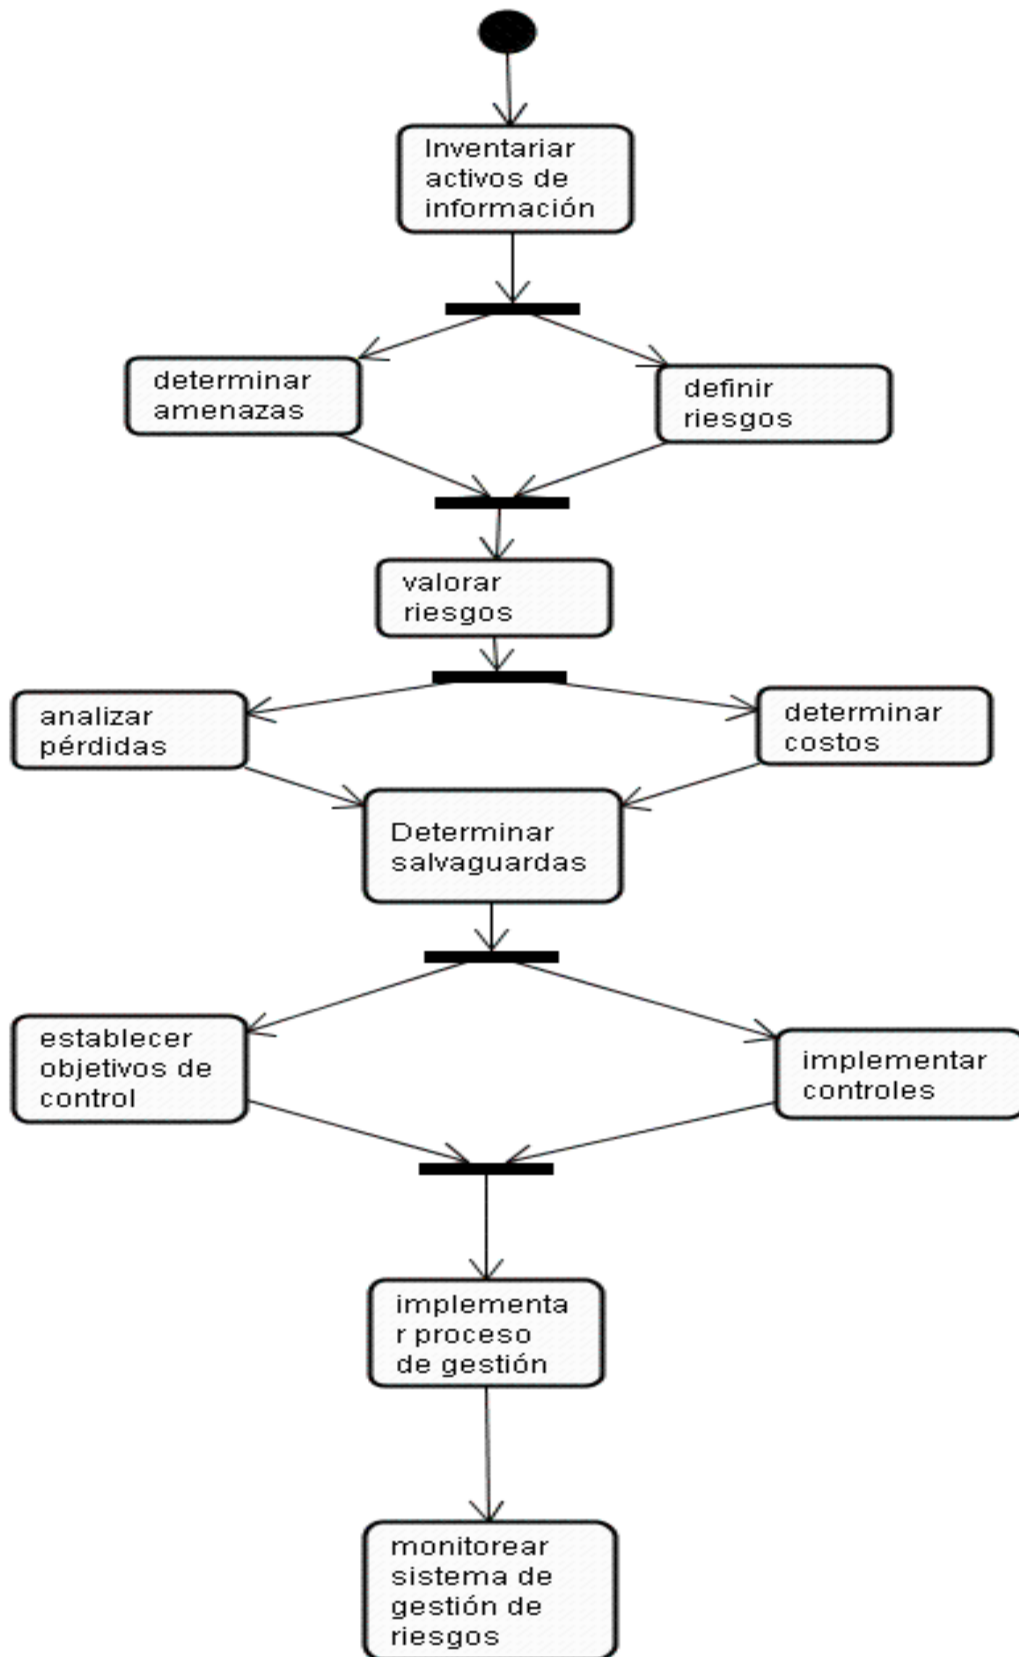 Inventariar
activos de
información
determinar
amenazas
definir
riesgos
valorar
riesgos
analizar
pérdidas
determinar
costos
Determinar
salvaguardas
establecer
objetivos de
control
implementar
controles
implementa
r proceso
de gestión
monitorear
sistema de
gestión de
riesgos